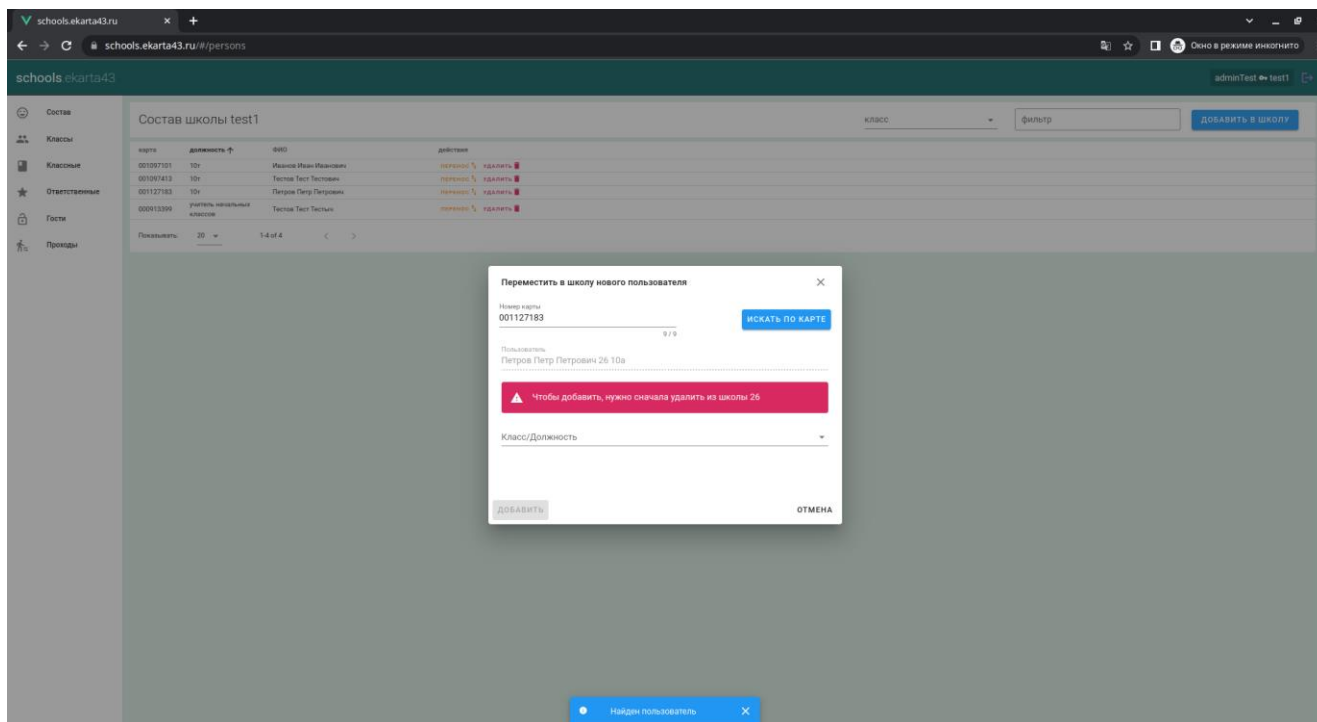 schools.ekarta43.ru
schools.ekarta43.ru/#/persons
Окно в режиме инкогнито
schools.ekarta43
adminTest test1
Состав
Классы
Классные
Ответственные
Гости
Проходы
Состав школы test1
класс
фильтр
ДОБАВИТЬ В ШКОЛУ
карта должность ФИО действия
001097101 10т Иванов Иван Иванович ПЕРЕНОС УДАЛИТЬ
001097413 10т Тестов Тест Тестович ПЕРЕНОС УДАЛИТЬ
001127183 10т Петров Петр Петрович ПЕРЕНОС УДАЛИТЬ
000913399 учитель начальных классов Тестов Тест Тестыч ПЕРЕНОС УДАЛИТЬ
Показывать: 20 1-4 of 4
Переместить в школу нового пользователя
Номер карты
001127183
ИСКАТЬ ПО КАРТЕ
9 / 9
Пользователь
Петров Петр Петрович 26 10а
Чтобы добавить, нужно сначала удалить из школы 26
Класс/Должность
ДОБАВИТЬ
ОТМЕНА
Найден пользователь